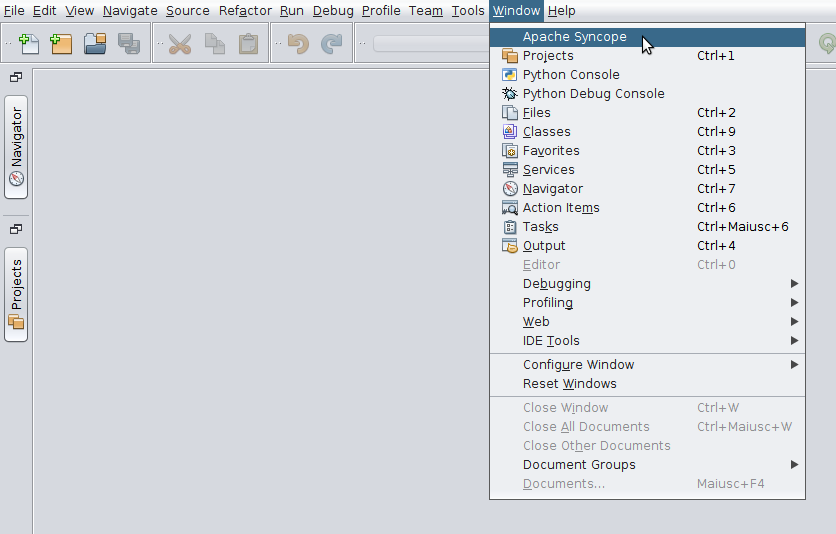 File Edit View Navigate Source Refactor Run Debug Profile Team Tools Window Help
Navigator
Projects
Apache Syncope
Projects Ctrl+1
Python Console
Python Debug Console
Files Ctrl+2
Classes Ctrl+9
Favorites Ctrl+3
Services Ctrl+5
Navigator Ctrl+7
Action Items Ctrl+6
Tasks Ctrl+Maiusc+6
Output Ctrl+4
Editor Ctrl+0
Debugging
Profiling
Web
IDE Tools
Configure Window
Reset Windows
Close Window Ctrl+W
Close All Documents Ctrl+Maiusc+W
Close Other Documents
Document Groups
Documents... Maiusc+F4